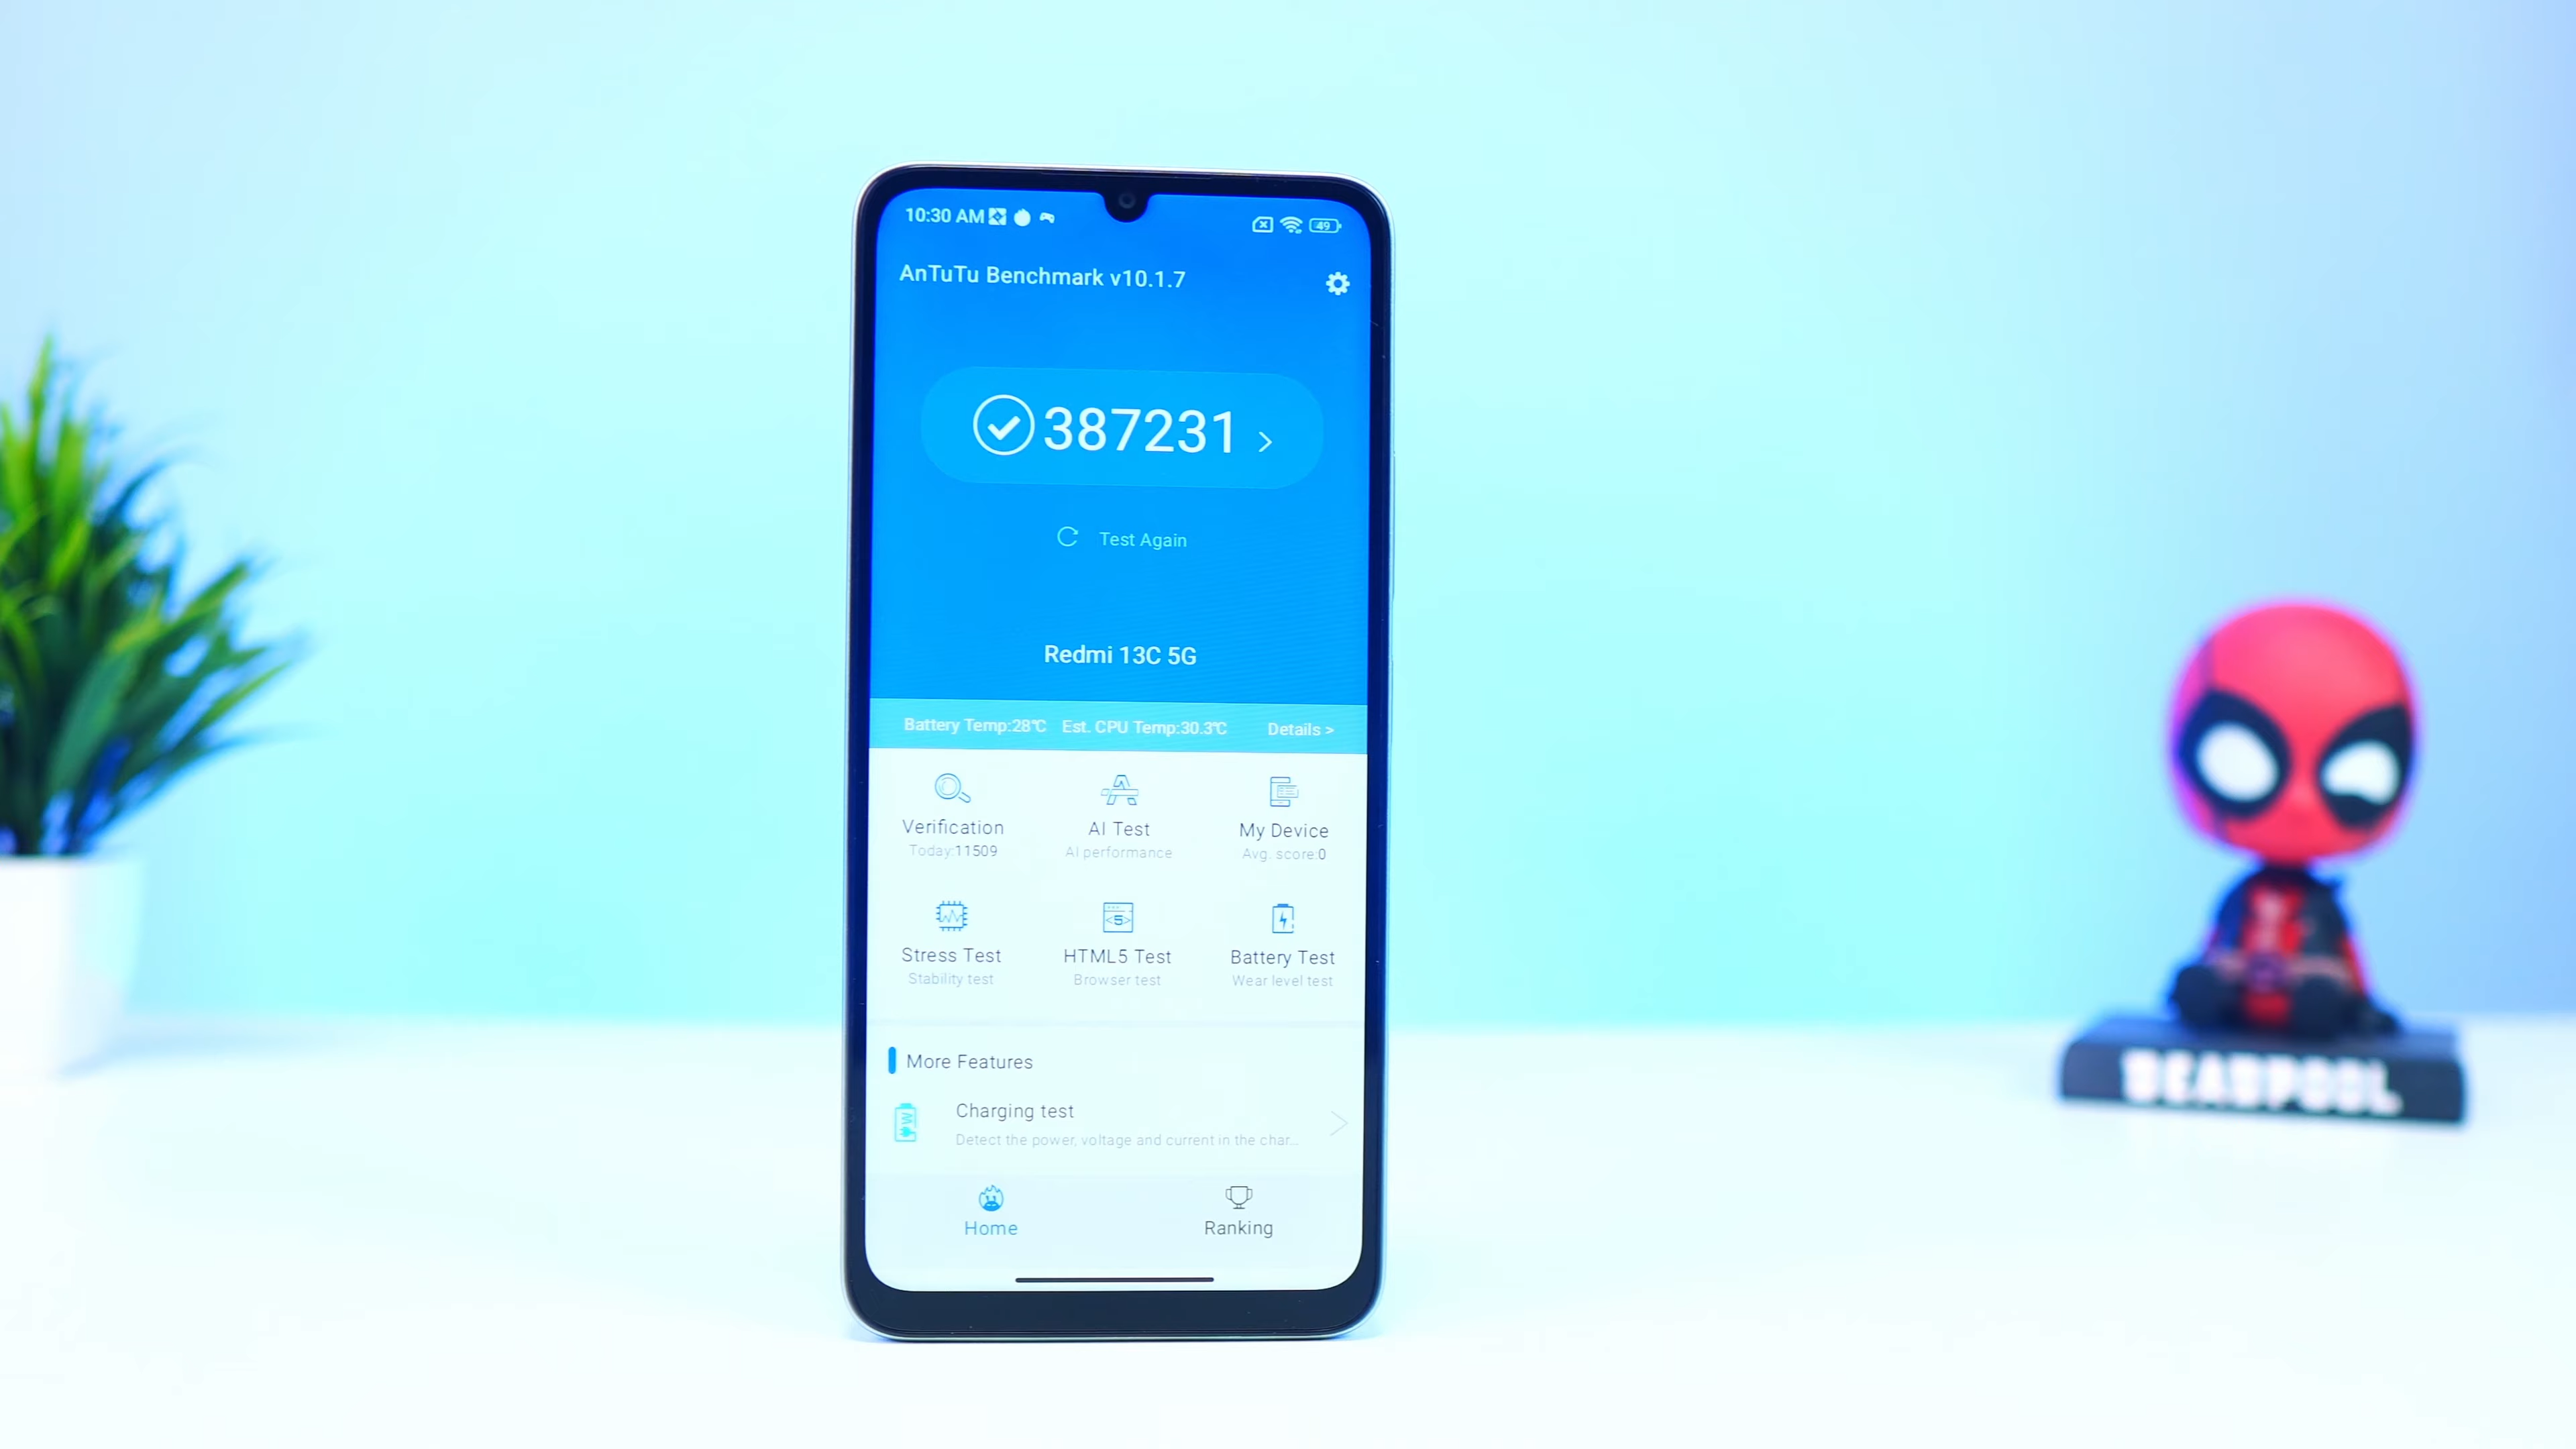 10:30 AM
49
AnTuTu Benchmark v10.1.7
387231 >
Test Again
Redmi 13C 5G
Battery Temp:28℃ Est. CPU Temp:30.3℃ Details >
Verification AI Test My Device
Today:11509 AI performance Avg. score:0
Stress Test HTML5 Test Battery Test
Stability test Browser test Wear level test
More Features
Charging test
Detect the power, voltage and current in the char...
Home Ranking
DEADPOOL